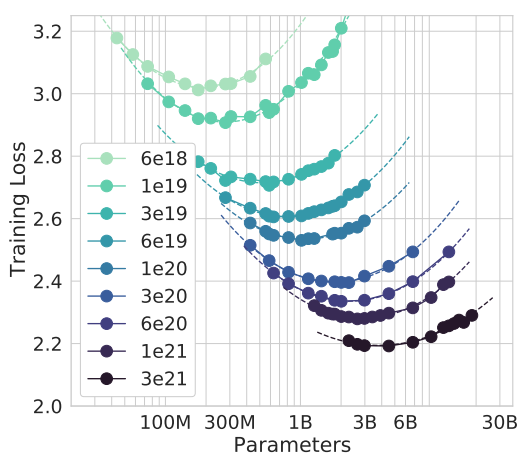 3.2
3.0
2.8
2.6
2.4
2.2
2.0
Training Loss
6e18
1e19
3e19
6e19
1e20
3e20
6e20
1e21
3e21
100M 300M 1B 3B 6B 30B
Parameters